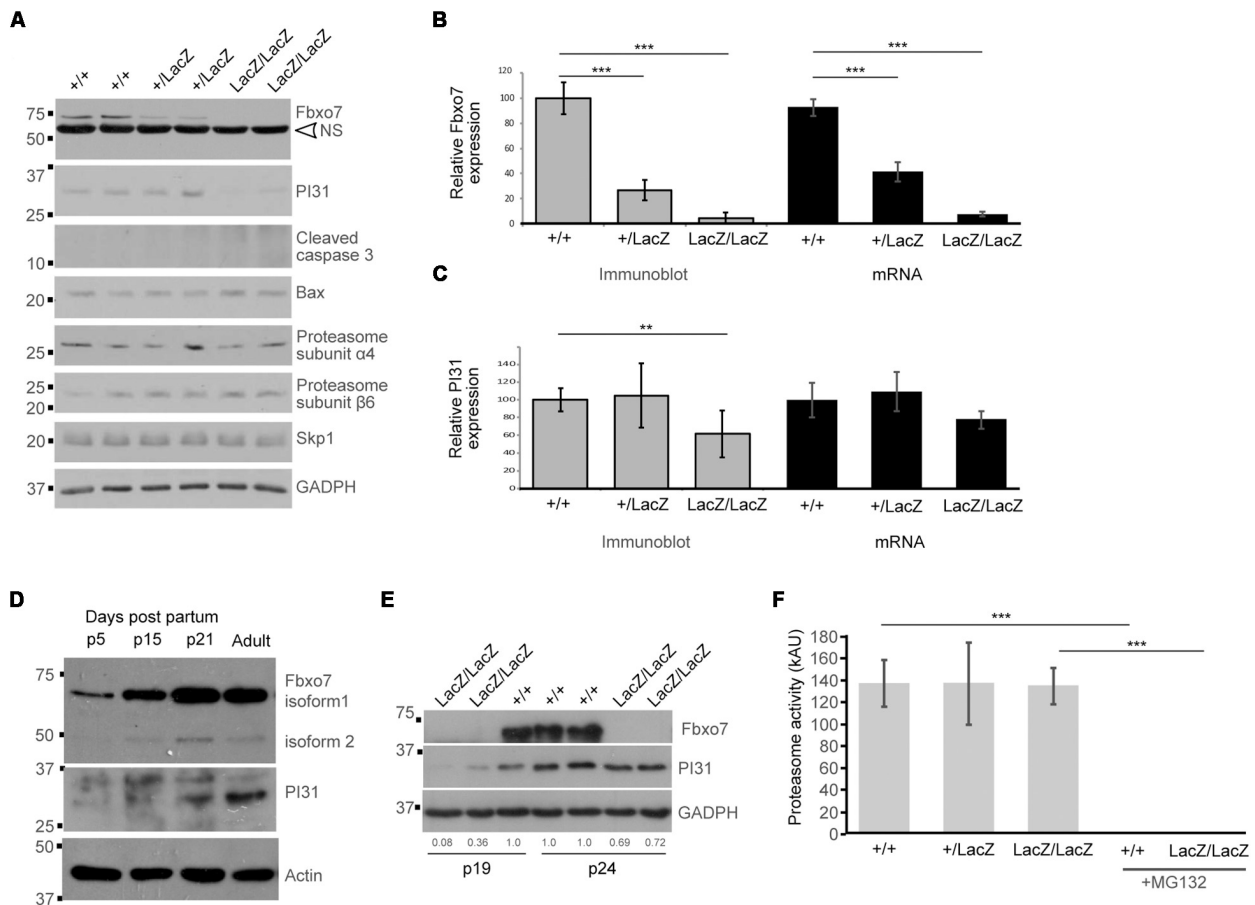 A
+/+ +/+ +/LacZ +/LacZ LacZ/LacZ LacZ/LacZ
75
50
Fbxo7
NS
37
25
PI31
10
Cleaved
caspase 3
20
Bax
25
Proteasome
subunit α4
25
20
Proteasome
subunit β6
20
Skp1
37
GADPH
B
Relative Fbxo7
expression
120
100
80
60
40
20
0
*** *** *** ***
+/+ +/LacZ LacZ/LacZ +/+ +/LacZ LacZ/LacZ
Immunoblot mRNA
C
Relative PI31
expression
140
120
100
80
60
40
20
0
**
+/+ +/LacZ LacZ/LacZ +/+ +/LacZ LacZ/LacZ
Immunoblot mRNA
D
Days post partum
p5 p15 p21 Adult
75
50
Fbxo7
isoform1
isoform 2
37
25
PI31
50
37
Actin
E
LacZ/LacZ LacZ/LacZ +/+ +/+ +/+ LacZ/LacZ LacZ/LacZ
75
Fbxo7
37
PI31
37
GADPH
0.08 0.36 1.0 1.0 1.0 0.69 0.72
p19 p24
F
Proteasome activity (kAU)
180
160
140
120
100
80
60
40
20
0
*** ***
+/+ +/LacZ LacZ/LacZ +/+ LacZ/LacZ
+MG132